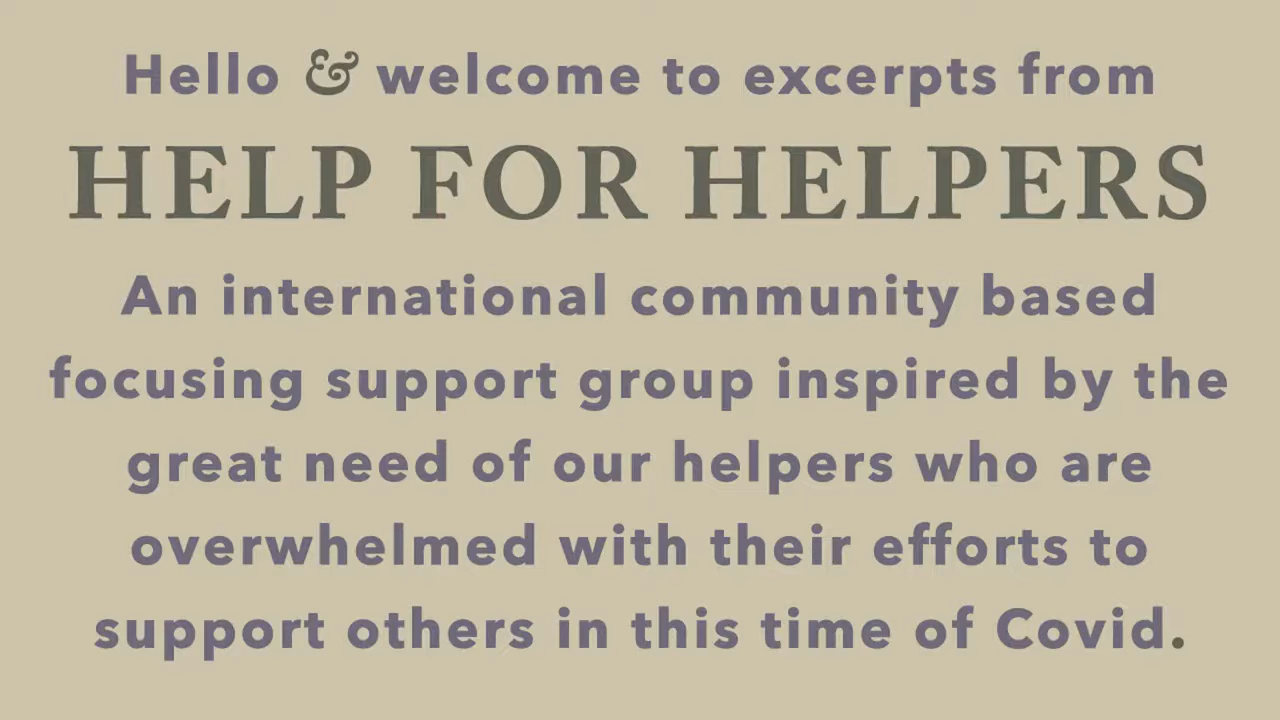 Hello & welcome to excerpts from
HELP FOR HELPERS
An international community based
focusing support group inspired by the
great need of our helpers who are
overwhelmed with their efforts to
support others in this time of Covid.